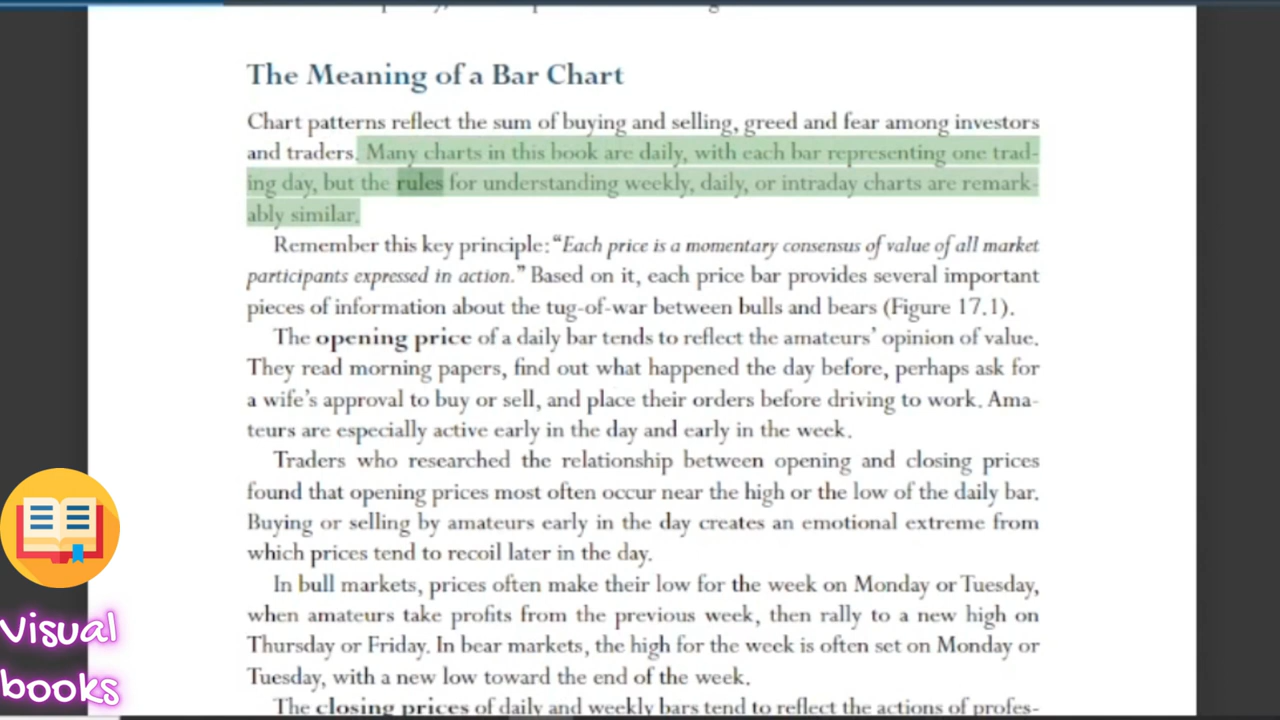 The Meaning of a Bar Chart
Chart patterns reflect the sum of buying and selling, greed and fear among investors
and traders. Many charts in this book are daily, with each bar representing one trad-
ing day, but the rules for understanding weekly, daily, or intraday charts are remark-
ably similar.
Remember this key principle: “Each price is a momentary consensus of value of all market
participants expressed in action.” Based on it, each price bar provides several important
pieces of information about the tug-of-war between bulls and bears (Figure 17.1).
The opening price of a daily bar tends to reflect the amateurs’ opinion of value.
They read morning papers, find out what happened the day before, perhaps ask for
a wife’s approval to buy or sell, and place their orders before driving to work. Ama-
teurs are especially active early in the day and early in the week.
Traders who researched the relationship between opening and closing prices
found that opening prices most often occur near the high or the low of the daily bar.
Buying or selling by amateurs early in the day creates an emotional extreme from
which prices tend to recoil later in the day.
In bull markets, prices often make their low for the week on Monday or Tuesday,
when amateurs take profits from the previous week, then rally to a new high on
Thursday or Friday. In bear markets, the high for the week is often set on Monday or
Tuesday, with a new low toward the end of the week.
The closing prices of daily and weekly bars tend to reflect the actions of profes-
Visual
books